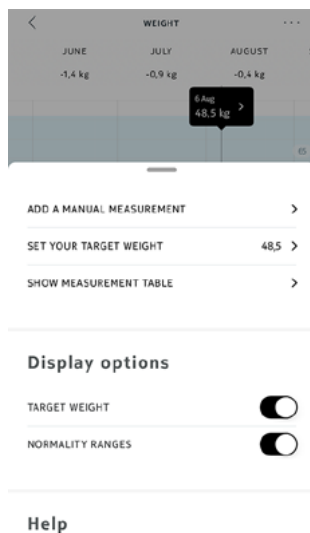 WEIGHT
JUNE JULY AUGUST
-1,4 kg -0,9 kg -0,4 kg
6 Aug
48,5 kg
65
ADD A MANUAL MEASUREMENT
SET YOUR TARGET WEIGHT 48,5
SHOW MEASUREMENT TABLE
Display options
TARGET WEIGHT
NORMALITY RANGES
Help